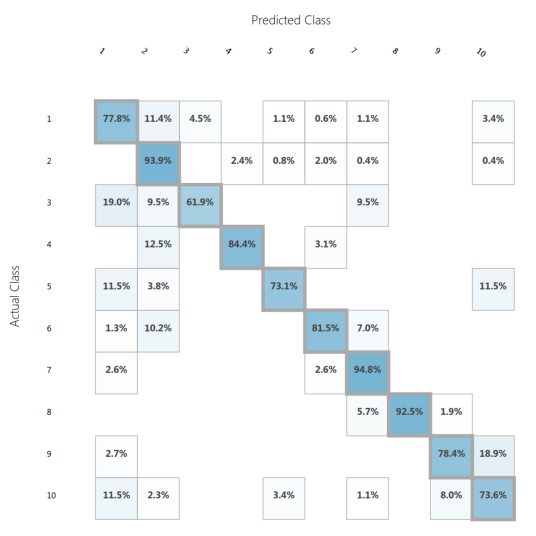 Predicted Class
1 2 3 4 5 6 7 8 9 10
1 77.8% 11.4% 4.5% 1.1% 0.6% 1.1% 3.4%
2 93.9% 2.4% 0.8% 2.0% 0.4% 0.4%
3 19.0% 9.5% 61.9% 9.5%
4 12.5% 84.4% 3.1%
Actual Class
5 11.5% 3.8% 73.1% 11.5%
6 1.3% 10.2% 81.5% 7.0%
7 2.6% 2.6% 94.8%
8 5.7% 92.5% 1.9%
9 2.7% 78.4% 18.9%
10 11.5% 2.3% 3.4% 1.1% 8.0% 73.6%